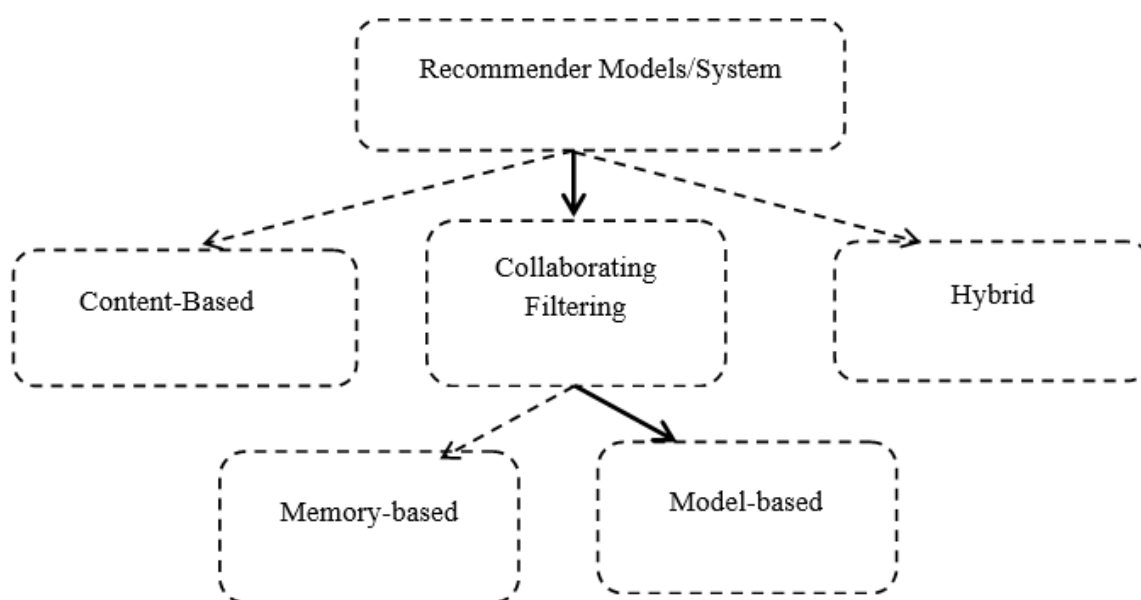 Recommender Models/System
Content-Based
Collaborating
Filtering
Hybrid
Memory-based
Model-based